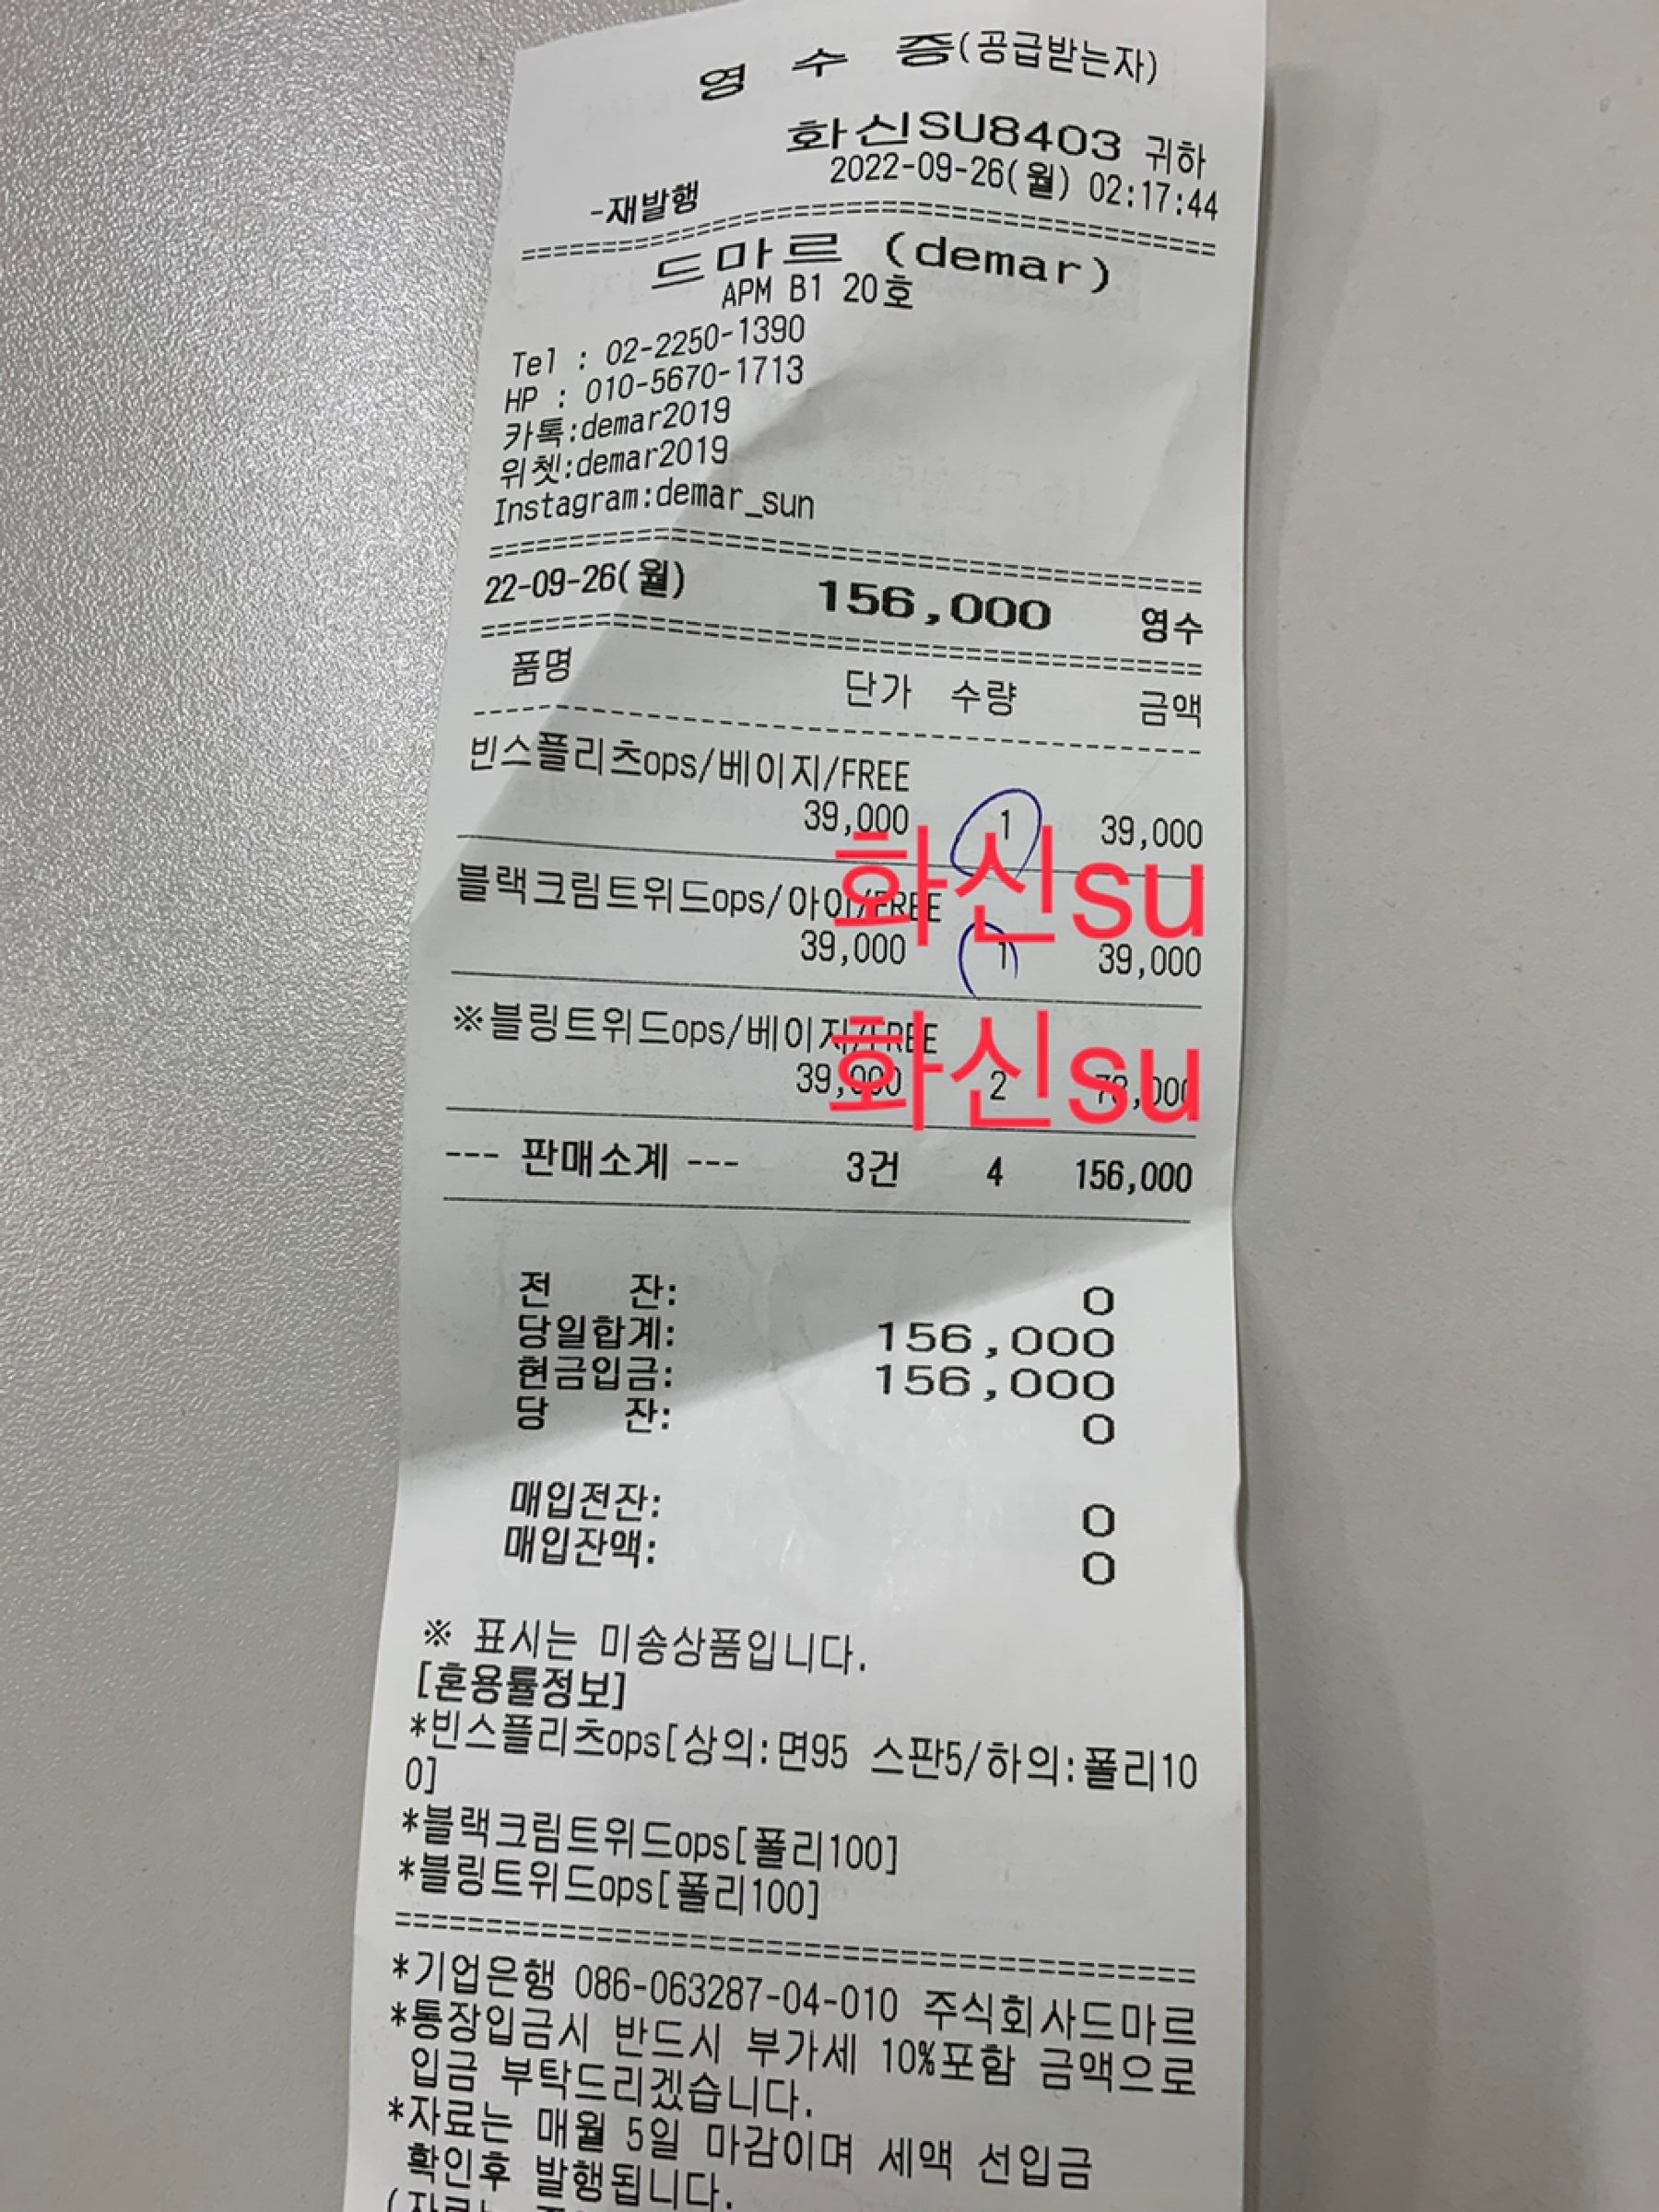 영 수 증(공급받는자)
화신SU8403 귀하
2022-09-26(월) 02:17:44
-재발행
========================================
드마르 (demar)
APM B1 20호
Tel : 02-2250-1390
HP : 010-5670-1713
카톡:demar2019
위쳇:demar2019
Instagram:demar_sun
========================================
22-09-26(월) 156,000 영수
========================================
품명 단가 수량 금액
----------------------------------------
빈스플리츠ops/베이지/FREE
39,000 1 39,000
화신su
블랙크림트위드ops/아이/FREE
39,000 1 39,000
※블링트위드ops/베이지/FREE
화신su
39,000 2 78,000
--- 판매소계 --- 3건 4 156,000
전 잔: 0
당일합계: 156,000
현금입금: 156,000
당 잔: 0
매입전잔: 0
매입잔액: 0
※ 표시는 미송상품입니다.
[혼용률정보]
*빈스플리츠ops[상의:면95 스판5/하의:폴리10
0]
*블랙크림트위드ops[폴리100]
*블링트위드ops[폴리100]
========================================
*기업은행 086-063287-04-010 주식회사드마르
*통장입금시 반드시 부가세 10%포함 금액으로
입금 부탁드리겠습니다.
*자료는 매월 5일 마감이며 세액 선입금
확인후 발행됩니다.